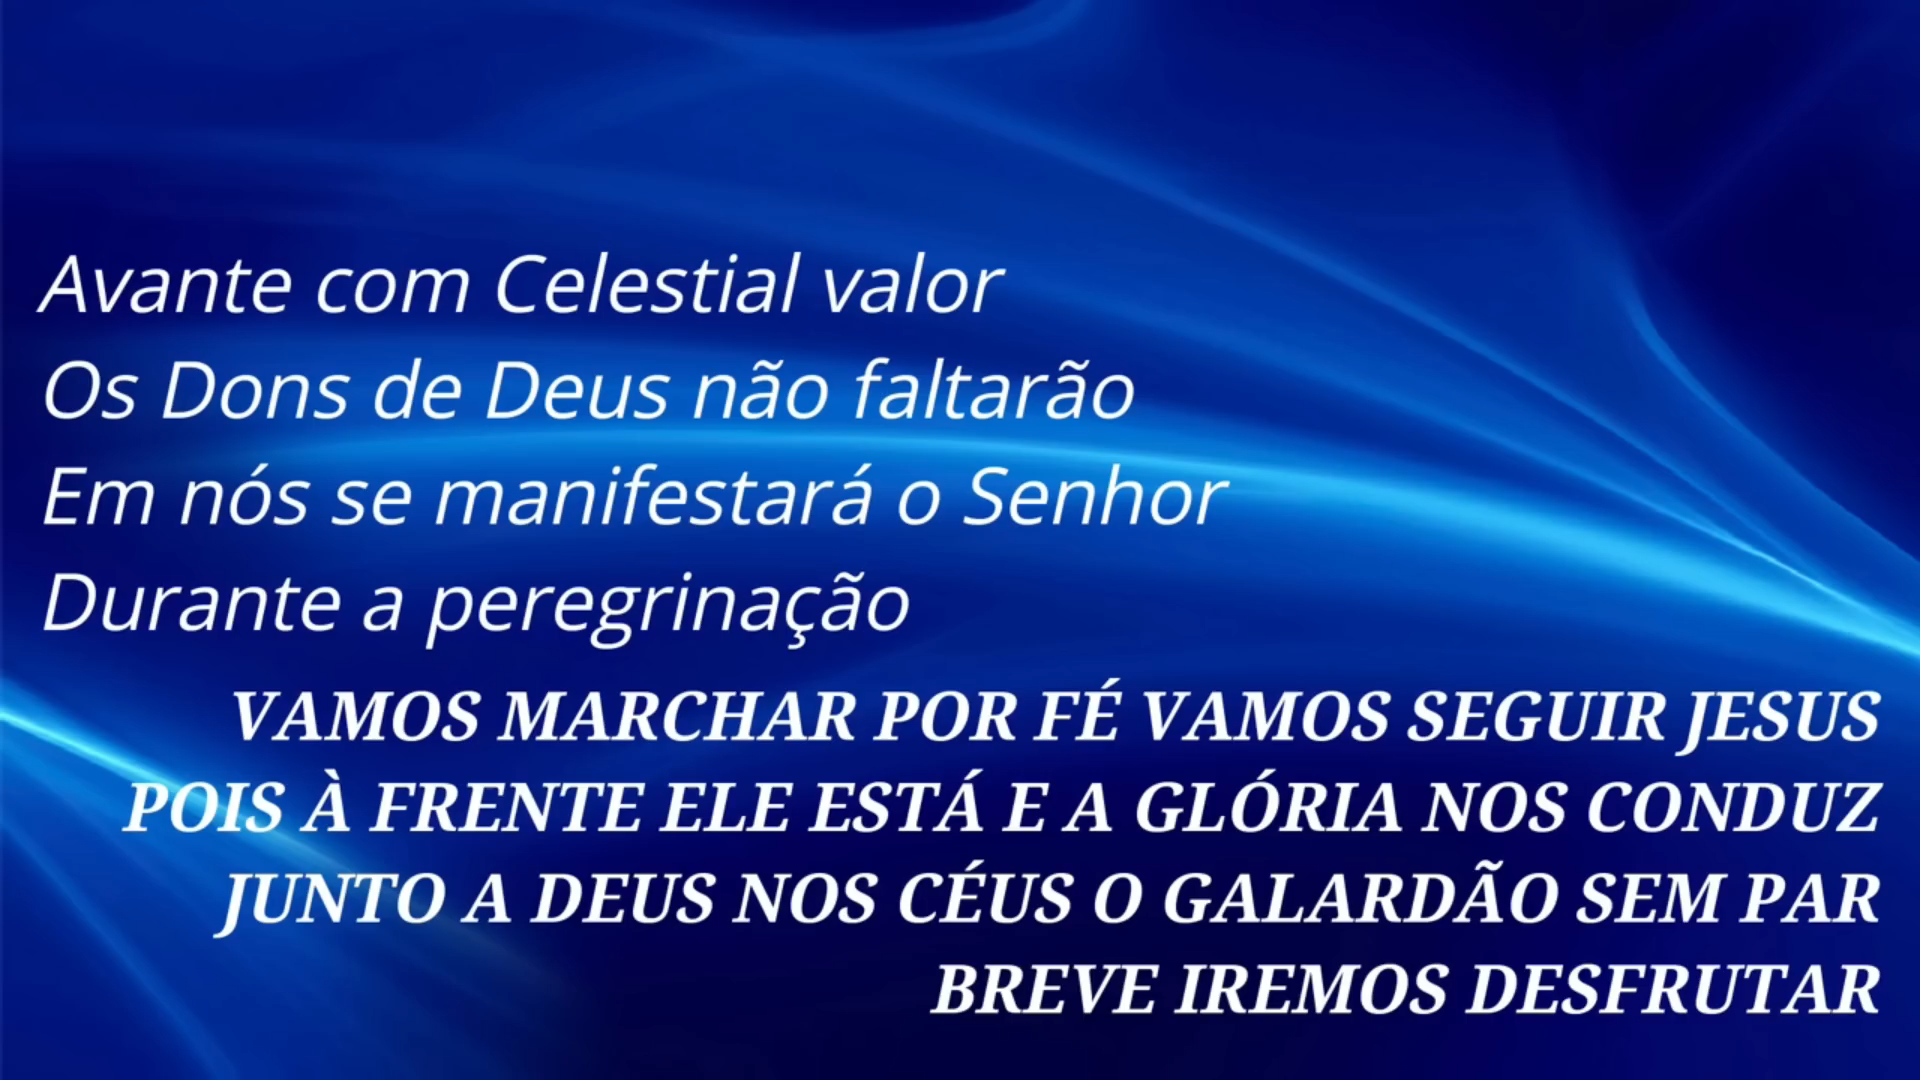 Avante com Celestial valor
Os Dons de Deus não faltarão
Em nós se manifestará o Senhor
Durante a peregrinação
VAMOS MARCHAR POR FÉ VAMOS SEGUIR JESUS
POIS À FRENTE ELE ESTÁ E A GLÓRIA NOS CONDUZ
JUNTO A DEUS NOS CÉUS O GALARDÃO SEM PAR
BREVE IREMOS DESFRUTAR